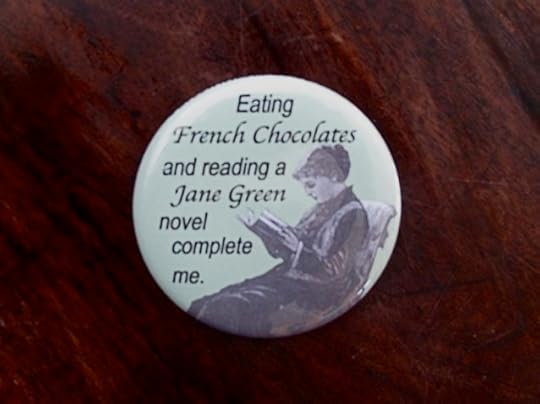 Eating
French Chocolates
and reading a
Jane Green
novel
complete
me.